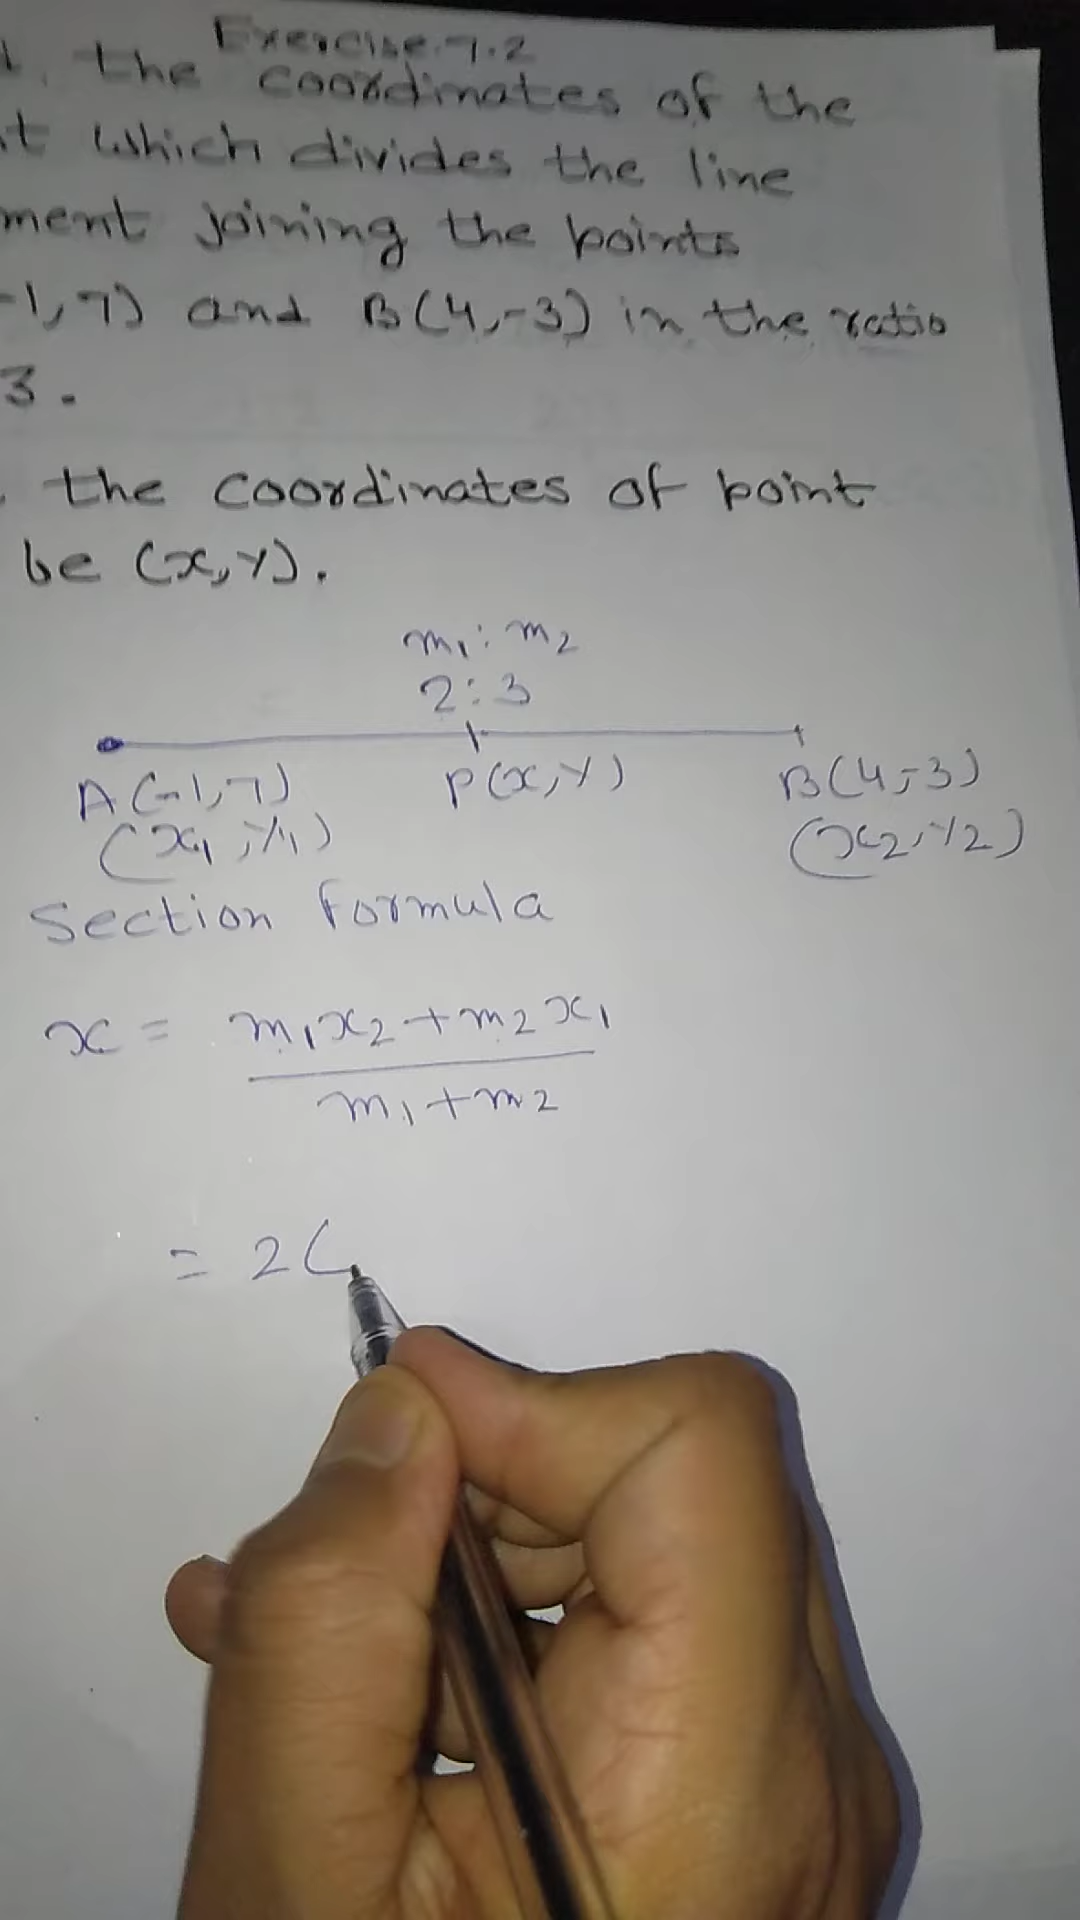 Exercise.7.2
the coordinates of the
which divides the line
ment joining the points
-1,7) and B(4,-3) in the ratio
3.
the coordinates of point
be (x,y).
m1 : m2
2:3
A(-1,7) P(x,y) B(4,-3)
(x1,y1) (x2,y2)
Section formula
x = m1x2+m2x1
m1+m2
= 2(